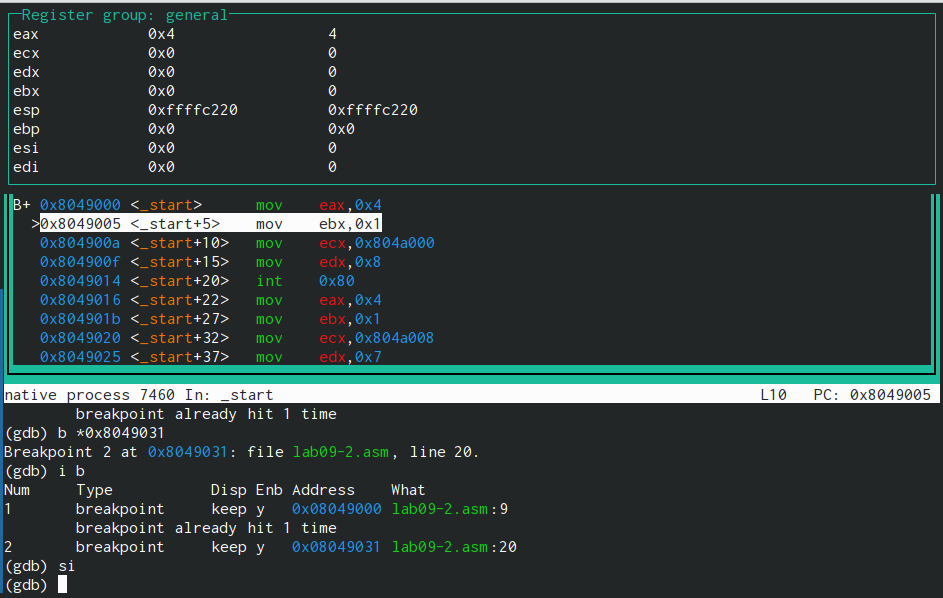 Register group: general
eax 0x4 4
ecx 0x0 0
edx 0x0 0
ebx 0x0 0
esp 0xffffc220 0xffffc220
ebp 0x0 0x0
esi 0x0 0
edi 0x0 0
B+ 0x8049000 <_start> mov eax,0x4
>0x8049005 <_start+5> mov ebx,0x1
0x804900a <_start+10> mov ecx,0x804a000
0x804900f <_start+15> mov edx,0x8
0x8049014 <_start+20> int 0x80
0x8049016 <_start+22> mov eax,0x4
0x804901b <_start+27> mov ebx,0x1
0x8049020 <_start+32> mov ecx,0x804a008
0x8049025 <_start+37> mov edx,0x7
native process 7460 In: _start L10 PC: 0x8049005
breakpoint already hit 1 time
(gdb) b *0x8049031
Breakpoint 2 at 0x8049031: file lab09-2.asm, line 20.
(gdb) i b
Num Type Disp Enb Address What
1 breakpoint keep y 0x08049000 lab09-2.asm:9
breakpoint already hit 1 time
2 breakpoint keep y 0x08049031 lab09-2.asm:20
(gdb) si
(gdb)